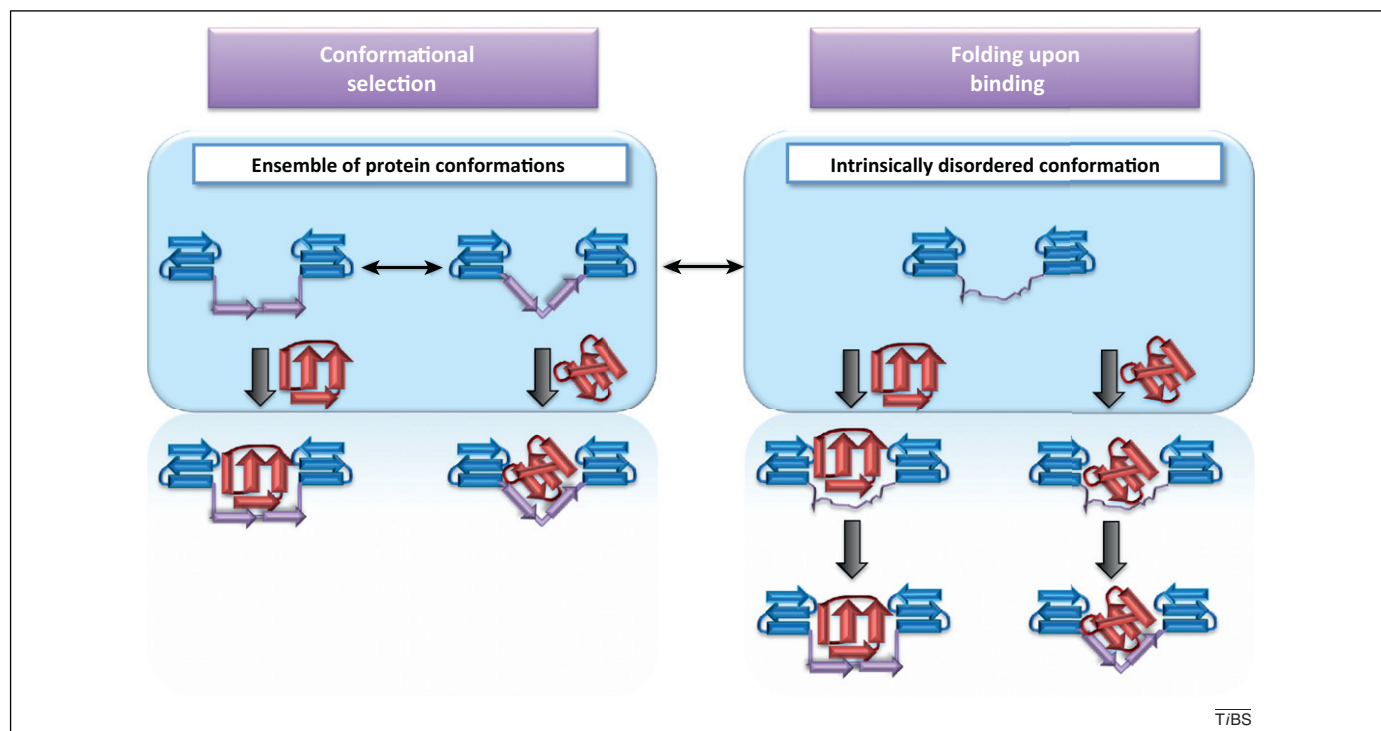 Conformational
selection
Folding upon
binding
Ensemble of protein conformations
Intrinsically disordered conformation
TiBS